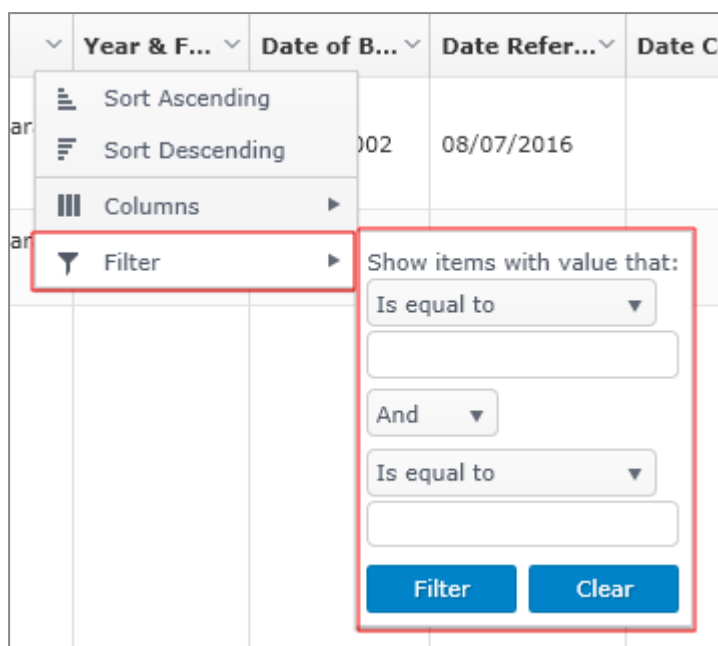 Year & F... Date of B... Date Refer... Date C
Sort Ascending
Sort Descending
002 08/07/2016
Columns
Filter
Show items with value that:
Is equal to
And
Is equal to
Filter Clear